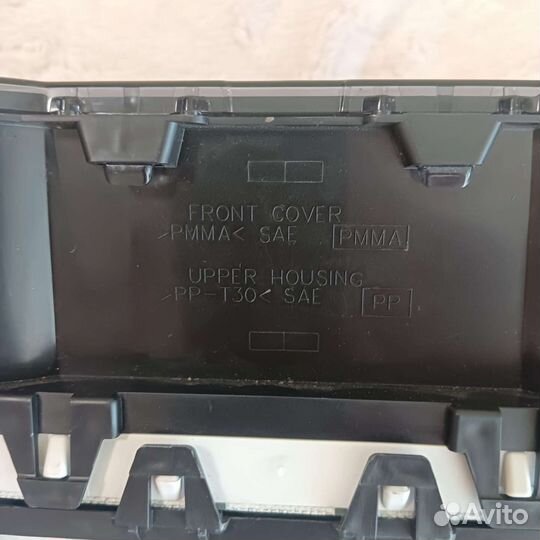 FRONT COVER
>PMMA< SAE PMMA
UPPER HOUSING
>PP-T30< SAE PP
Avito